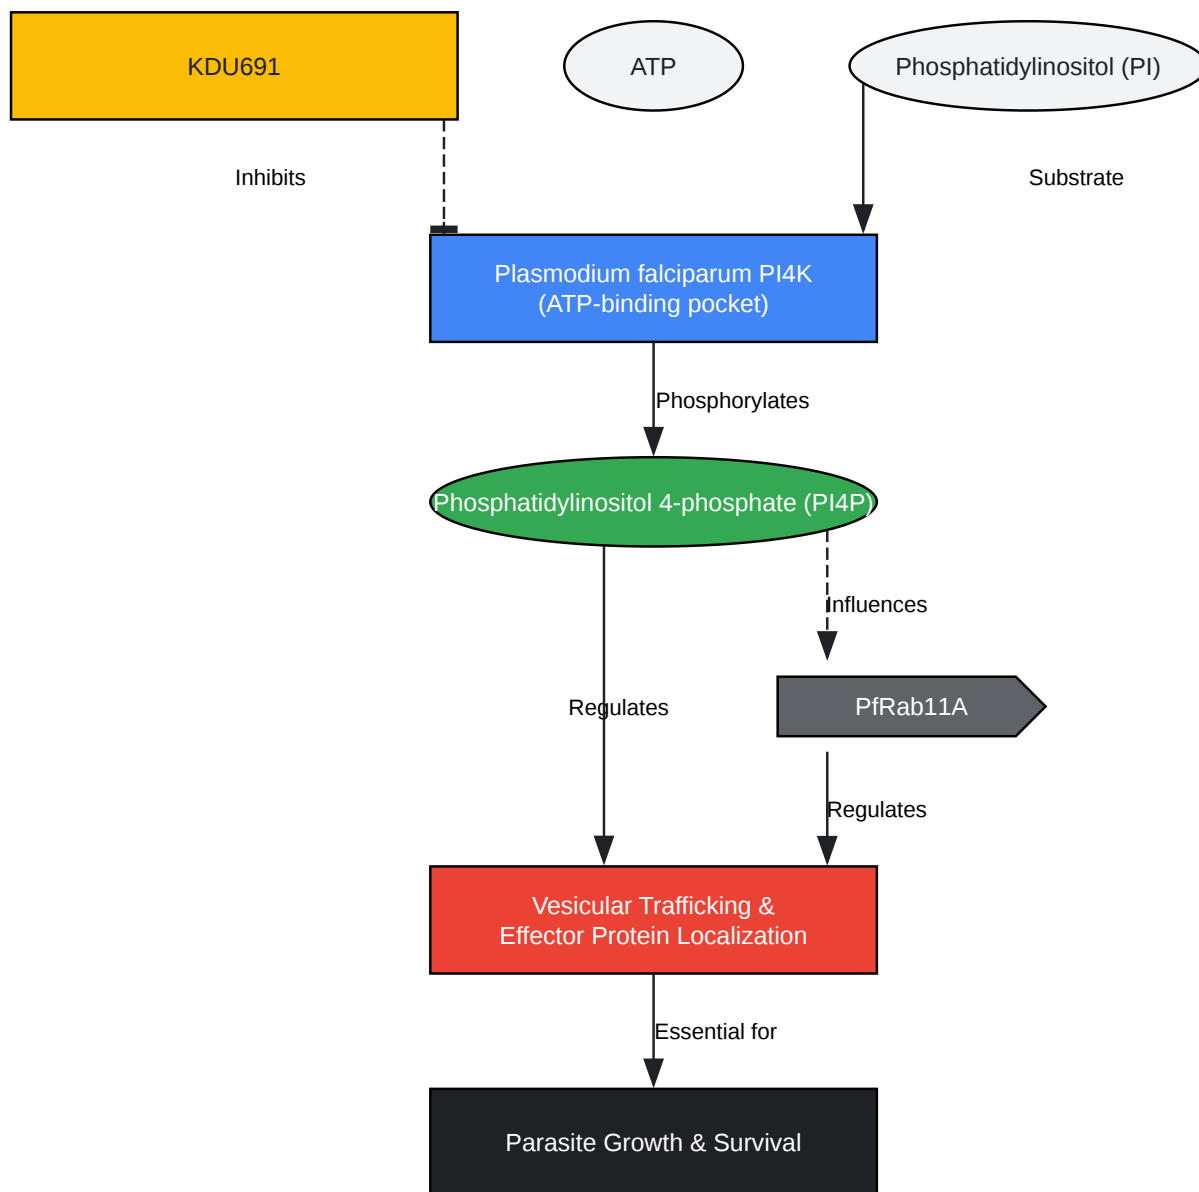 KDU691
ATP
Phosphatidylinositol (PI)
Inhibits
Substrate
Plasmodium falciparum PI4K
(ATP-binding pocket)
Phosphorylates
Phosphatidylinositol 4-phosphate (PI4P)
Influences
Regulates
PfRab11A
Regulates
Vesicular Trafficking &
Effector Protein Localization
Essential for
Parasite Growth & Survival